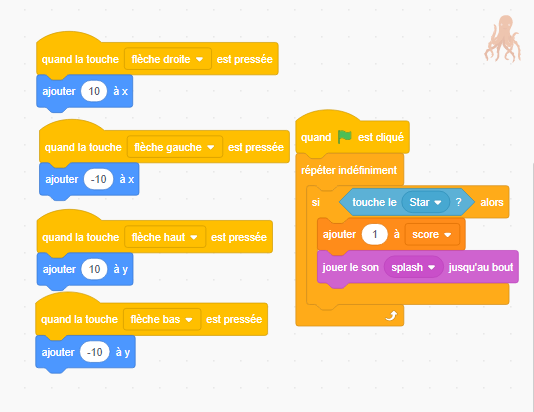 quand la touche flèche droite est pressée
ajouter 10 à x
quand la touche flèche gauche est pressée
ajouter -10 à x
quand la touche flèche haut est pressée
ajouter 10 à y
quand la touche flèche bas est pressée
ajouter -10 à y
quand est cliqué
répéter indéfiniment
si touche le Star ? alors
ajouter 1 à score
jouer le son splash jusqu'au bout